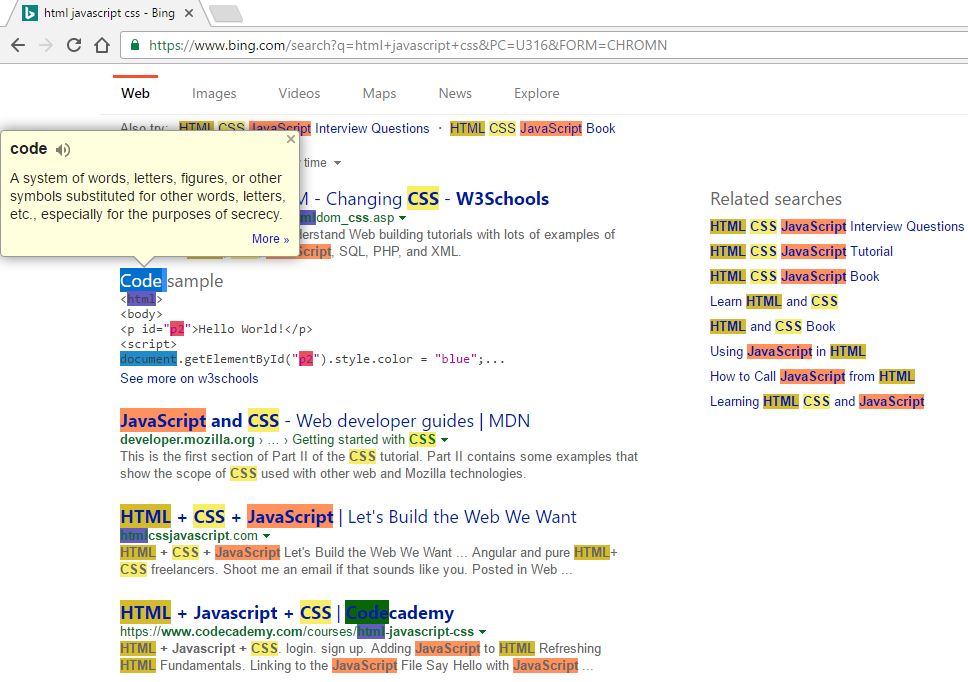 html javascript css - Bing
https://www.bing.com/search?q=html+javascript+css&PC=U316&FORM=CHROMN
Web Images Videos Maps News Explore
Also try: HTML CSS JavaScript Interview Questions · HTML CSS JavaScript Book
code
A system of words, letters, figures, or other
symbols substituted for other words, letters,
etc., especially for the purposes of secrecy.
More »
time
M - Changing CSS - W3Schools
dom_css.asp
derstand Web building tutorials with lots of examples of
Script, SQL, PHP, and XML.
Code sample
<html>
<body>
<p id="p2">Hello World!</p>
<script>
document.getElementById("p2").style.color = "blue";...
See more on w3schools
JavaScript and CSS - Web developer guides | MDN
developer.mozilla.org › ... › Getting started with CSS
This is the first section of Part II of the CSS tutorial. Part II contains some examples that
show the scope of CSS used with other web and Mozilla technologies.
HTML + CSS + JavaScript | Let's Build the Web We Want
htmlcssjavascript.com
HTML + CSS + JavaScript Let's Build the Web We Want ... Angular and pure HTML+
CSS freelancers. Shoot me an email if that sounds like you. Posted in Web ...
HTML + Javascript + CSS | Codecademy
https://www.codecademy.com/courses/html-javascript-css
HTML + Javascript + CSS. login. sign up. Adding JavaScript to HTML Refreshing
HTML Fundamentals. Linking to the JavaScript File Say Hello with JavaScript ...
Related searches
HTML CSS JavaScript Interview Questions
HTML CSS JavaScript Tutorial
HTML CSS JavaScript Book
Learn HTML and CSS
HTML and CSS Book
Using JavaScript in HTML
How to Call JavaScript from HTML
Learning HTML CSS and JavaScript